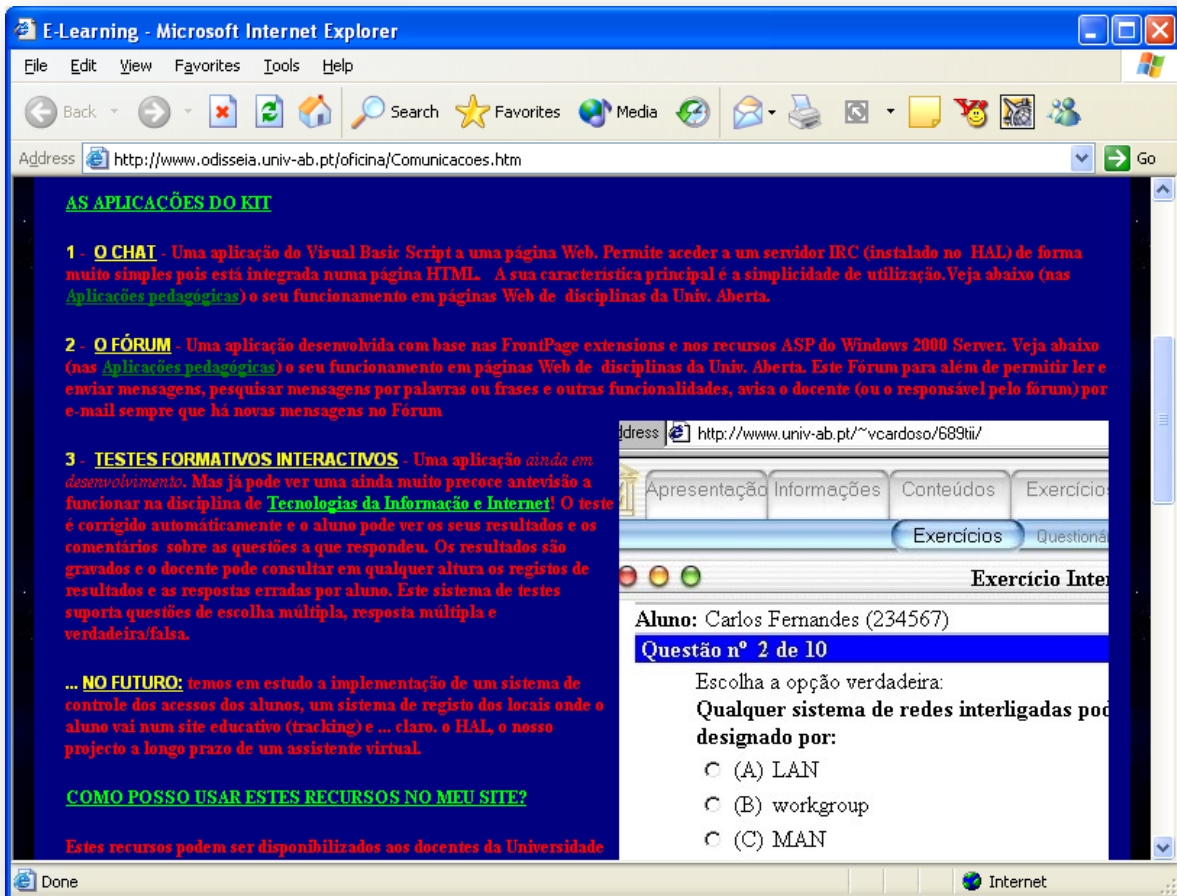 E-Learning - Microsoft Internet Explorer
File Edit View Favorites Tools Help
Back Search Favorites Media
Address http://www.odisseia.univ-ab.pt/oficina/Comunicacoes.htm Go
AS APLICAÇÕES DO KIT
1 - O CHAT - Uma aplicação do Visual Basic Script a uma página Web. Permite aceder a um servidor IRC (instalado no HAL) de forma
muito simples pois está integrada numa página HTML. A sua característica principal é a simplicidade de utilização.Veja abaixo (nas
Aplicações pedagógicas) o seu funcionamento em páginas Web de disciplinas da Univ. Aberta.
2 - O FÓRUM - Uma aplicação desenvolvida com base nas FrontPage extensions e nos recursos ASP do Windows 2000 Server. Veja abaixo
(nas Aplicações pedagógicas) o seu funcionamento em páginas Web de disciplinas da Univ. Aberta. Este Fórum para além de permitir ler e
enviar mensagens, pesquisar mensagens por palavras ou frases e outras funcionalidades, avisa o docente (ou o responsável pelo fórum) por
e-mail sempre que há novas mensagens no Fórum
3 - TESTES FORMATIVOS INTERACTIVOS - Uma aplicação ainda em
desenvolvimento. Mas já pode ver uma ainda muito precoce antevisão a
funcionar na disciplina de Tecnologias da Informação e Internet! O teste
é corrigido automáticamente e o aluno pode ver os seus resultados e os
comentários sobre as questões a que respondeu. Os resultados são
gravados e o docente pode consultar em qualquer altura os registos de
resultados e as respostas erradas por aluno. Este sistema de testes
suporta questões de escolha múltipla, resposta múltipla e
verdadeira/falsa.
... NO FUTURO: temos em estudo a implementação de um sistema de
controle dos acessos dos alunos, um sistema de registo dos locais onde o
aluno vai num site educativo (tracking) e ... claro. o HAL, o nosso
projecto a longo prazo de um assistente virtual.
COMO POSSO USAR ESTES RECURSOS NO MEU SITE?
Estes recursos podem ser disponibilizados aos docentes da Universidade
ddress http://www.univ-ab.pt/~vcardoso/689tii/
Apresentação Informações Conteúdos Exercício
Exercícios Questioná
Exercício Inter
Aluno: Carlos Fernandes (234567)
Questão nº 2 de 10
Escolha a opção verdadeira:
Qualquer sistema de redes interligadas pod
designado por:
(A) LAN
(B) workgroup
(C) MAN
Done Internet